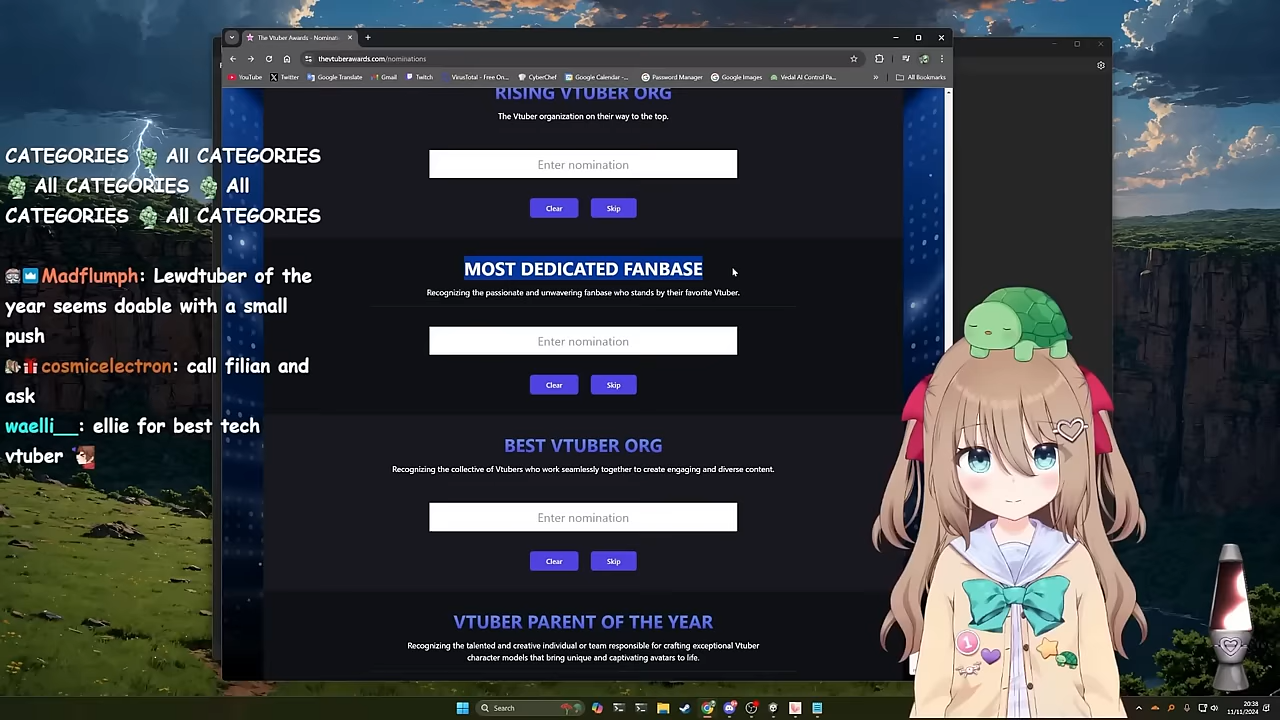 The Vtuber Awards - Nominat
thevtuberawards.com/nominations
YouTube
Twitter
Google Translate
Gmail
Twitch
VirusTotal - Free On...
CyberChef
Google Calendar -...
Password Manager
Google Images
Vedal AI Control Pa...
»
All Bookmarks
RISING VTUBER ORG
The Vtuber organization on their way to the top.
Enter nomination
Clear
Skip
MOST DEDICATED FANBASE
Recognizing the passionate and unwavering fanbase who stands by their favorite Vtuber.
Enter nomination
Clear
Skip
BEST VTUBER ORG
Recognizing the collective of Vtubers who work seamlessly together to create engaging and diverse content.
Enter nomination
Clear
Skip
VTUBER PARENT OF THE YEAR
Recognizing the talented and creative individual or team responsible for crafting exceptional Vtuber
character models that bring unique and captivating avatars to life.
CATEGORIES All CATEGORIES
All CATEGORIES All
CATEGORIES All CATEGORIES
Madflumph: Lewdtuber of the
year seems doable with a small
push
cosmicelectron: call filian and
ask
waelli__: ellie for best tech
vtuber
1
Search
20:38
11/11/2024